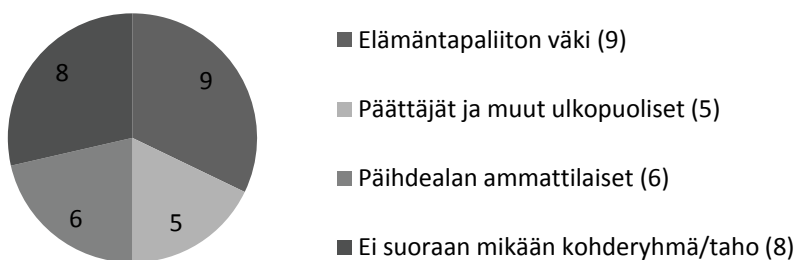 8
9
6
5
Elämäntapaliiton väki (9)
Päättäjät ja muut ulkopuoliset (5)
Päihdealan ammattilaiset (6)
Ei suoraan mikään kohderyhmä/taho (8)